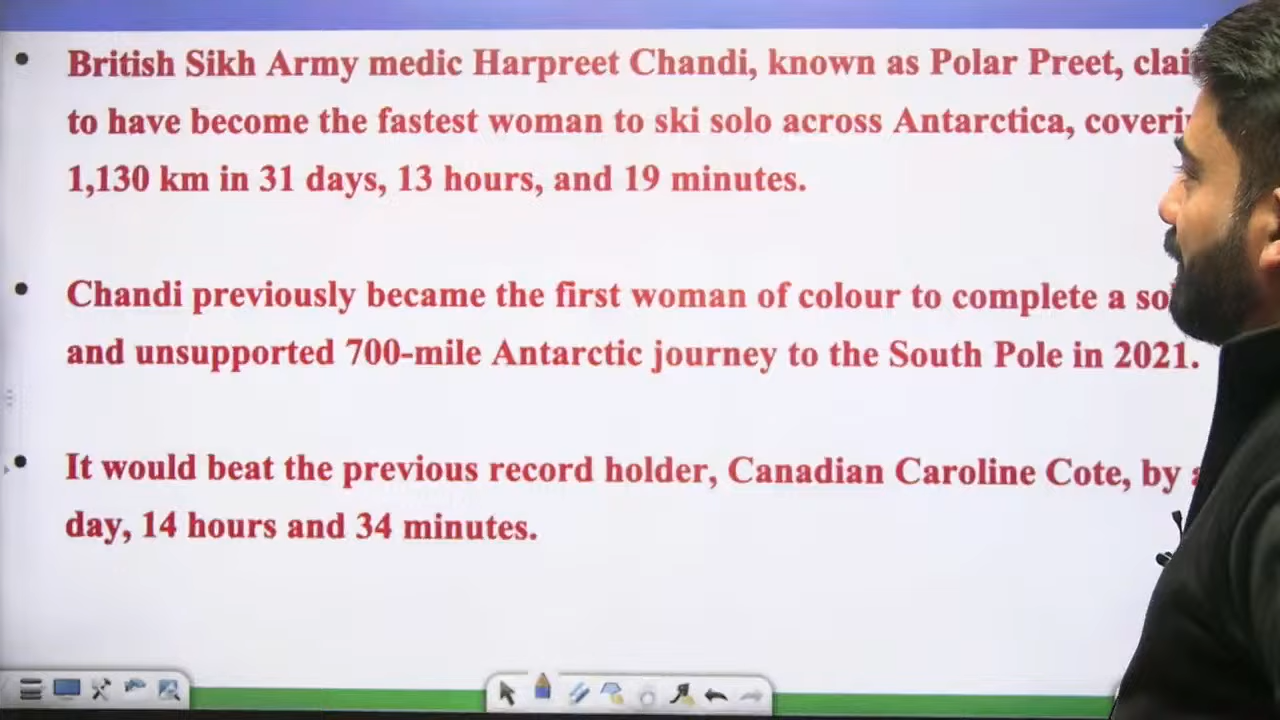 British Sikh Army medic Harpreet Chandi, known as Polar Preet,
to have become the fastest woman to ski solo across Antarctica,
1,130 km in 31 days, 13 hours, and 19 minutes.
Chandi previously became the first woman of colour to complete a
and unsupported 700-mile Antarctic journey to the South Pole in 2021.
It would beat the previous record holder, Canadian Caroline Cote, by
day, 14 hours and 34 minutes.